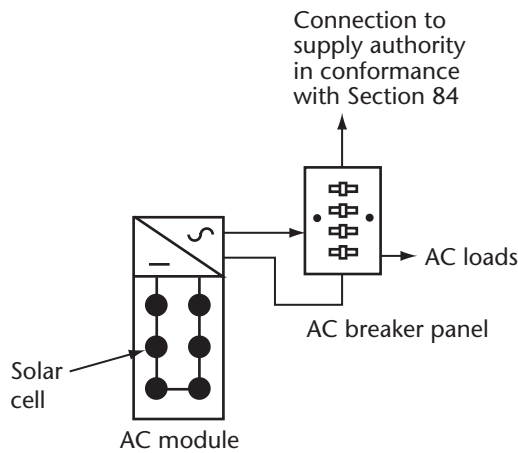 Connection to
supply authority
in conformance
with Section 84
AC loads
AC breaker panel
Solar
cell
AC module